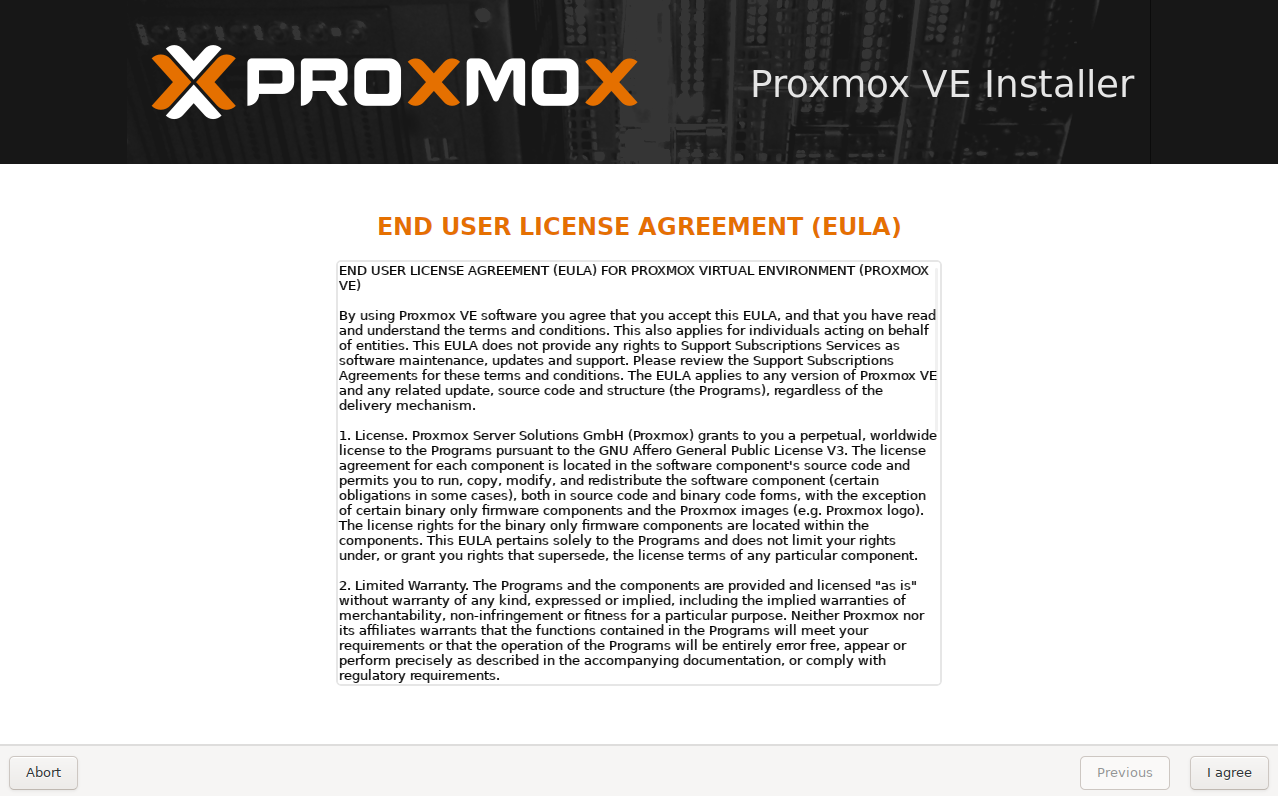 PROXMOX
Proxmox VE Installer
END USER LICENSE AGREEMENT (EULA)
END USER LICENSE AGREEMENT (EULA) FOR PROXMOX VIRTUAL ENVIRONMENT (PROXMOX
VE)
By using Proxmox VE software you agree that you accept this EULA, and that you have read
and understand the terms and conditions. This also applies for individuals acting on behalf
of entities. This EULA does not provide any rights to Support Subscriptions Services as
software maintenance, updates and support. Please review the Support Subscriptions
Agreements for these terms and conditions. The EULA applies to any version of Proxmox VE
and any related update, source code and structure (the Programs), regardless of the
delivery mechanism.
1. License. Proxmox Server Solutions GmbH (Proxmox) grants to you a perpetual, worldwide
license to the Programs pursuant to the GNU Affero General Public License V3. The license
agreement for each component is located in the software component's source code and
permits you to run, copy, modify, and redistribute the software component (certain
obligations in some cases), both in source code and binary code forms, with the exception
of certain binary only firmware components and the Proxmox images (e.g. Proxmox logo).
The license rights for the binary only firmware components are located within the
components. This EULA pertains solely to the Programs and does not limit your rights
under, or grant you rights that supersede, the license terms of any particular component.
2. Limited Warranty. The Programs and the components are provided and licensed "as is"
without warranty of any kind, expressed or implied, including the implied warranties of
merchantability, non-infringement or fitness for a particular purpose. Neither Proxmox nor
its affiliates warrants that the functions contained in the Programs will meet your
requirements or that the operation of the Programs will be entirely error free, appear or
perform precisely as described in the accompanying documentation, or comply with
regulatory requirements.
Abort
Previous
I agree